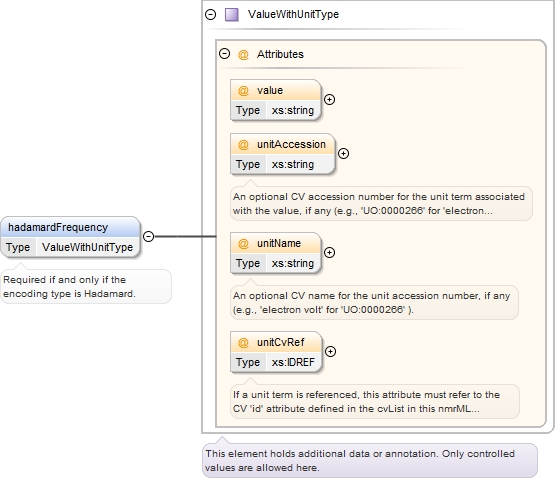 ValueWithUnitType
@ Attributes
@ value
Type xs:string
@ unitAccession
Type xs:string
An optional CV accession number for the unit term associated
with the value, if any (e.g., 'UO:0000266' for 'electron...
hadamardFrequency
Type ValueWithUnitType
Required if and only if the
encoding type is Hadamard.
@ unitName
Type xs:string
An optional CV name for the unit accession number, if any
(e.g., 'electron volt' for 'UO:0000266' ).
@ unitCvRef
Type xs:IDREF
If a unit term is referenced, this attribute must refer to the
CV 'id' attribute defined in the cvList in this nmrML...
This element holds additional data or annotation. Only controlled
values are allowed here.